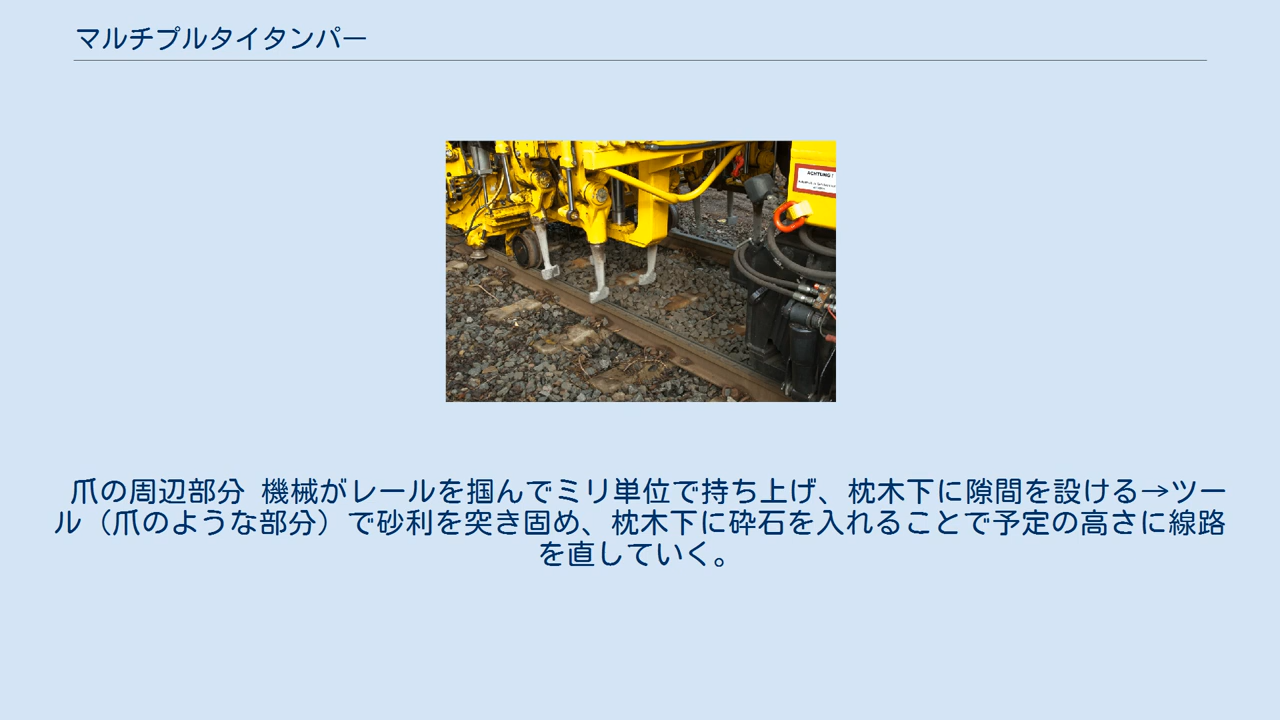 マルチプルタイタンパー
ACHTUNG !
爪の周辺部分 機械がレールを掴んでミリ単位で持ち上げ、枕木下に隙間を設ける→ツー
ル（爪のような部分）で砂利を突き固め、枕木下に砕石を入れることで予定の高さに線路
を直していく。